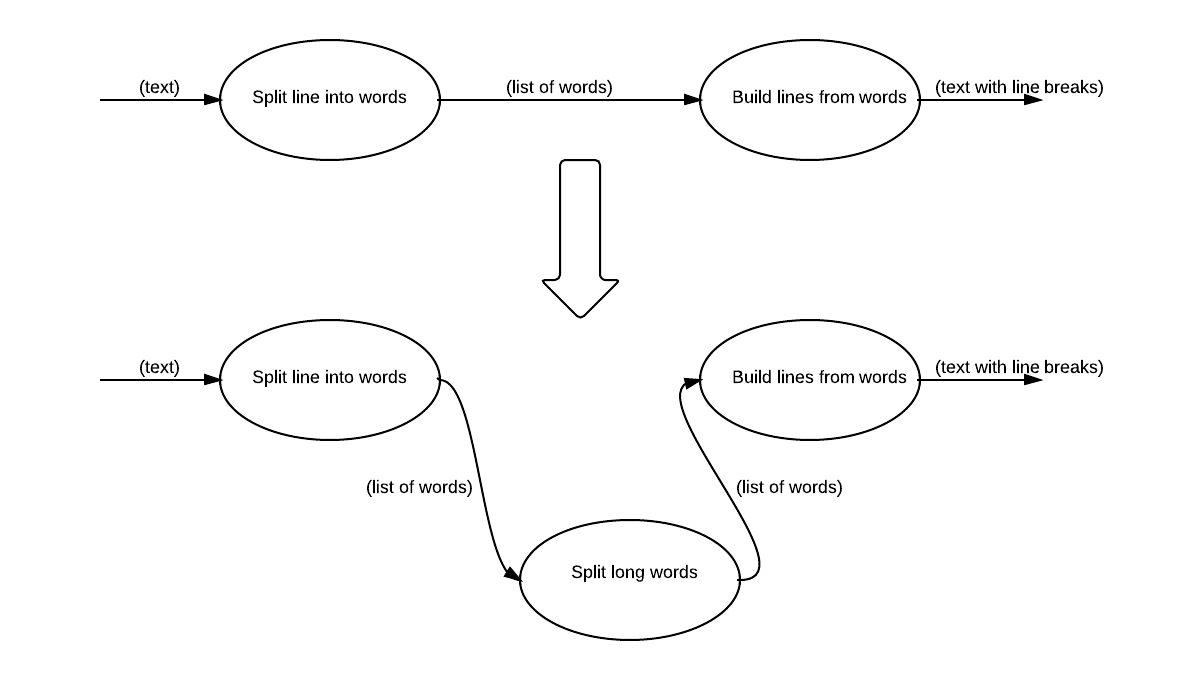 (text)
Split line into words
(list of words)
Build lines from words
(text with line breaks)
(text)
Split line into words
Build lines from words
(text with line breaks)
(list of words)
(list of words)
Split long words